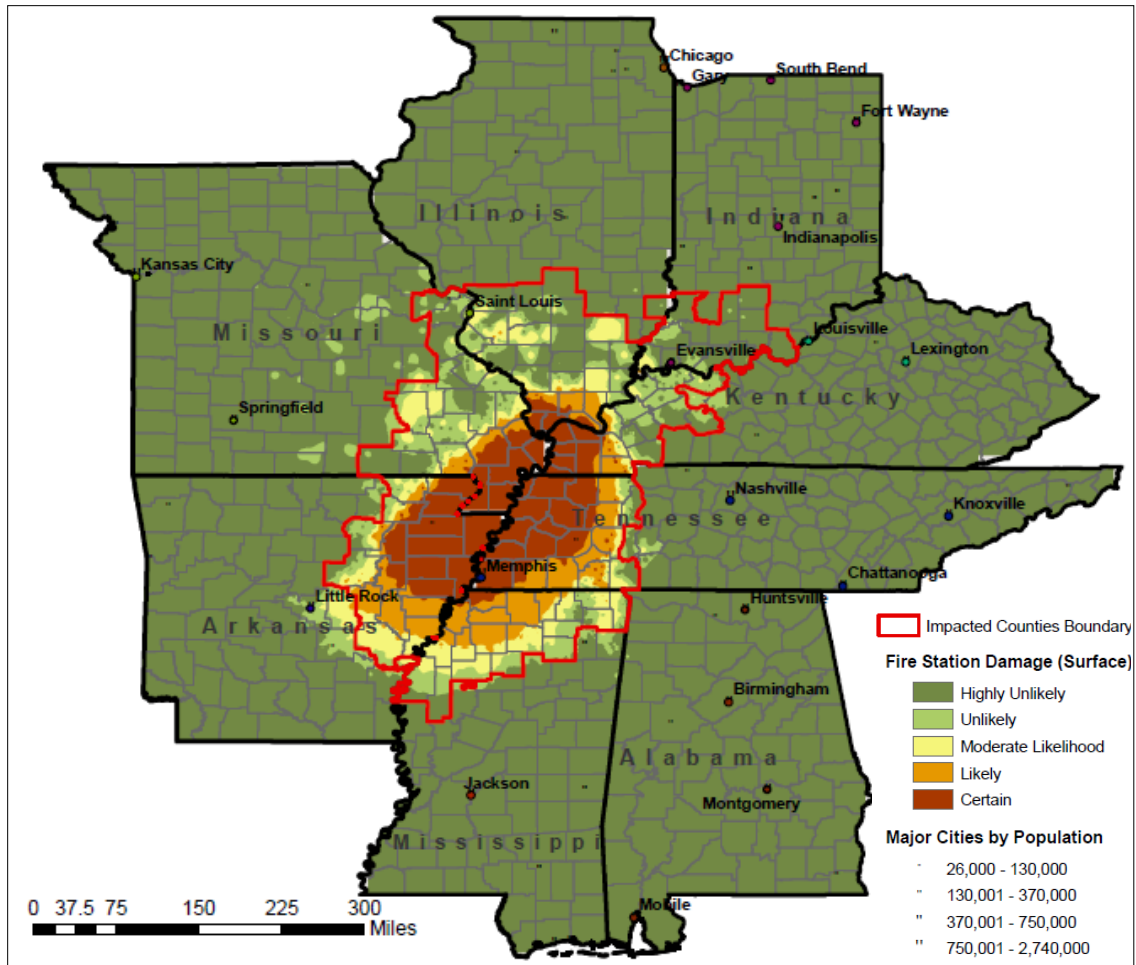 Chicago
Gary
South Bend
Fort Wayne
Illinois
Indiana
Indianapolis
Kansas City
Saint Louis
Missouri
Louisville
Evansville
Lexington
Kentucky
Springfield
Nashville
Knoxville
Tennessee
Memphis
Chattanooga
Little Rock
Huntsville
Arkansas
Impacted Counties Boundary
Fire Station Damage (Surface)
Highly Unlikely
Unlikely
Moderate Likelihood
Likely
Certain
Birmingham
Alabama
Jackson
Montgomery
Mississippi
Major Cities by Population
26,000 - 130,000
130,001 - 370,000
370,001 - 750,000
750,001 - 2,740,000
Mobile
0 37.5 75 150 225 300
Miles